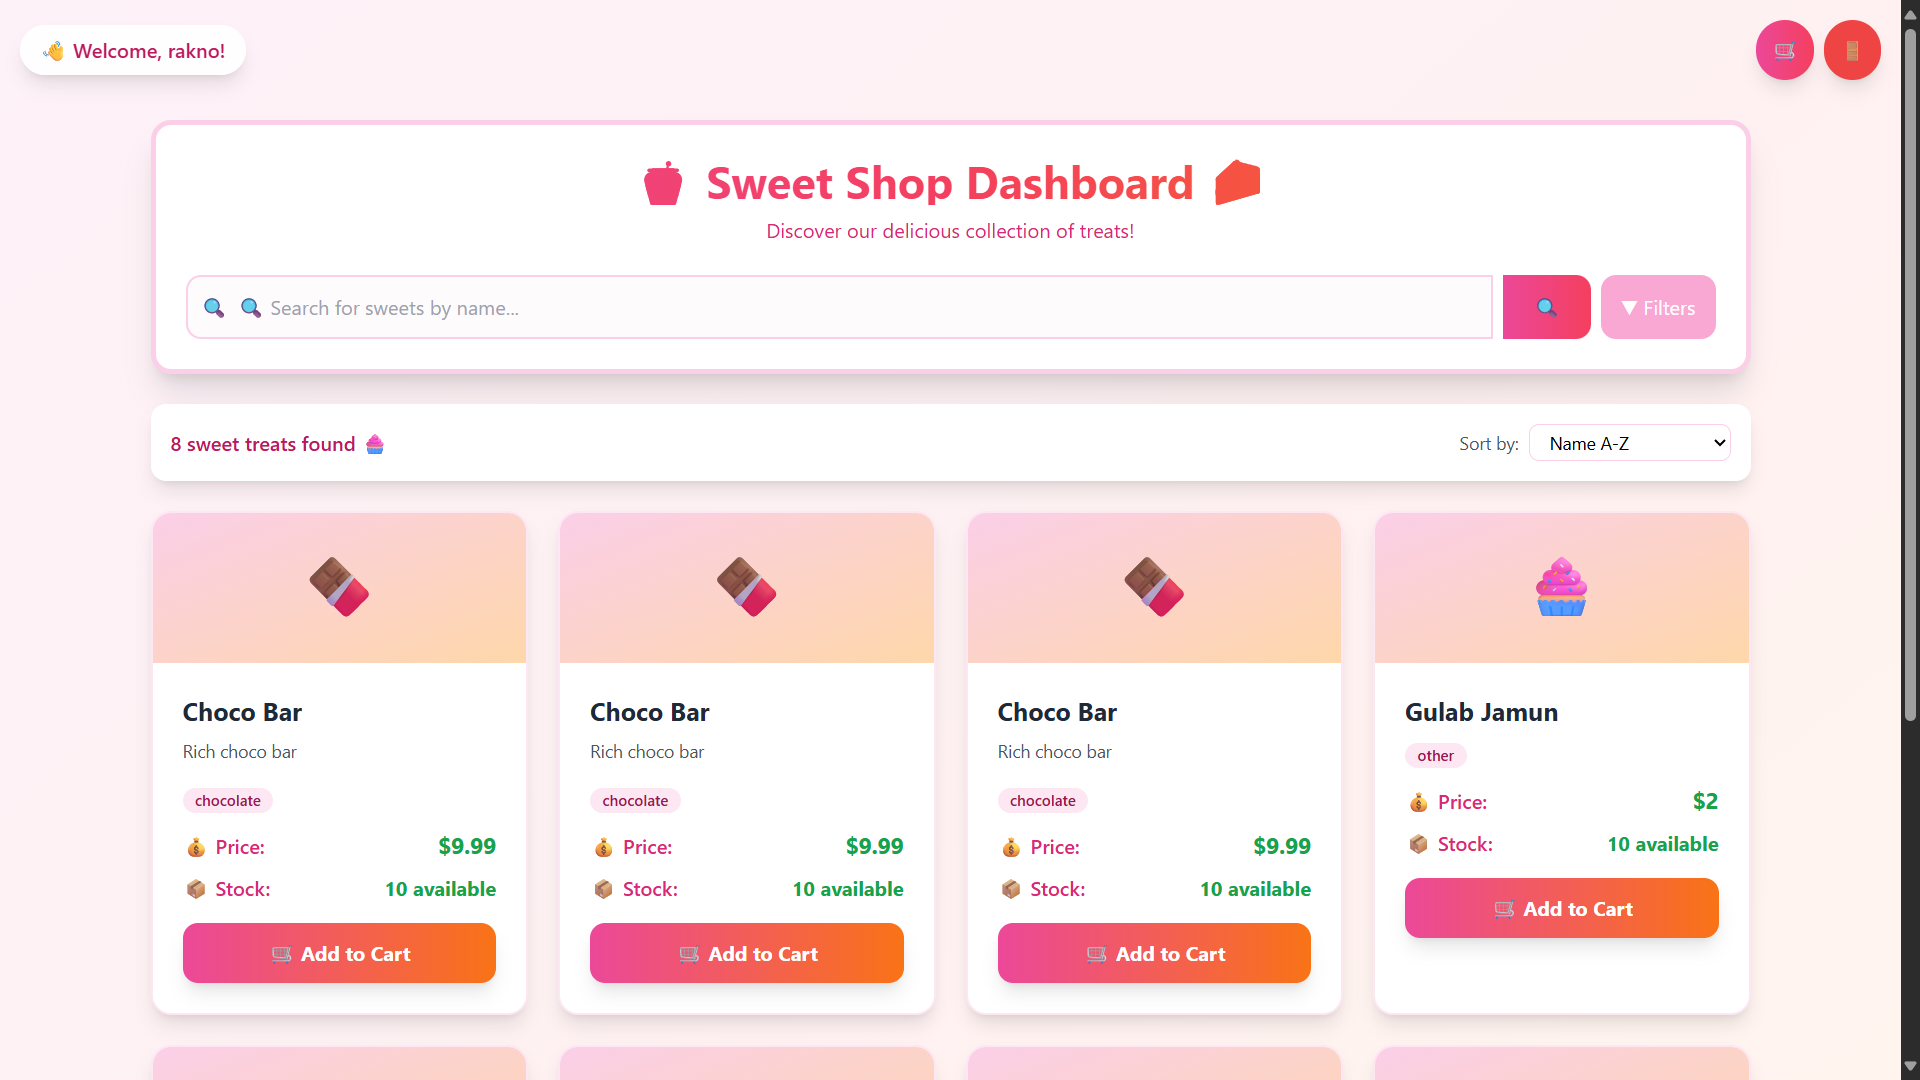 👋 Welcome, rakno!
Sweet Shop Dashboard
Discover our delicious collection of treats!
🔍 🔍 Search for sweets by name...
🔍
▼ Filters
8 sweet treats found 🧁
Sort by: Name A-Z
Choco Bar
Rich choco bar
chocolate
💰 Price: $9.99
📦 Stock: 10 available
🛒 Add to Cart
Choco Bar
Rich choco bar
chocolate
💰 Price: $9.99
📦 Stock: 10 available
🛒 Add to Cart
Choco Bar
Rich choco bar
chocolate
💰 Price: $9.99
📦 Stock: 10 available
🛒 Add to Cart
Gulab Jamun
other
💰 Price: $2
📦 Stock: 10 available
🛒 Add to Cart